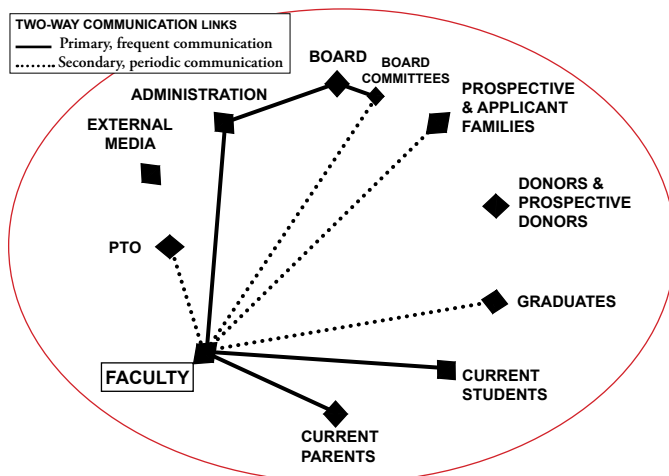 TWO-WAY COMMUNICATION LINKS
Primary, frequent communication
Secondary, periodic communication
BOARD
BOARD
COMMITTEES
ADMINISTRATION
PROSPECTIVE
& APPLICANT
FAMILIES
EXTERNAL
MEDIA
DONORS &
PROSPECTIVE
DONORS
PTO
GRADUATES
FACULTY
CURRENT
STUDENTS
CURRENT
PARENTS